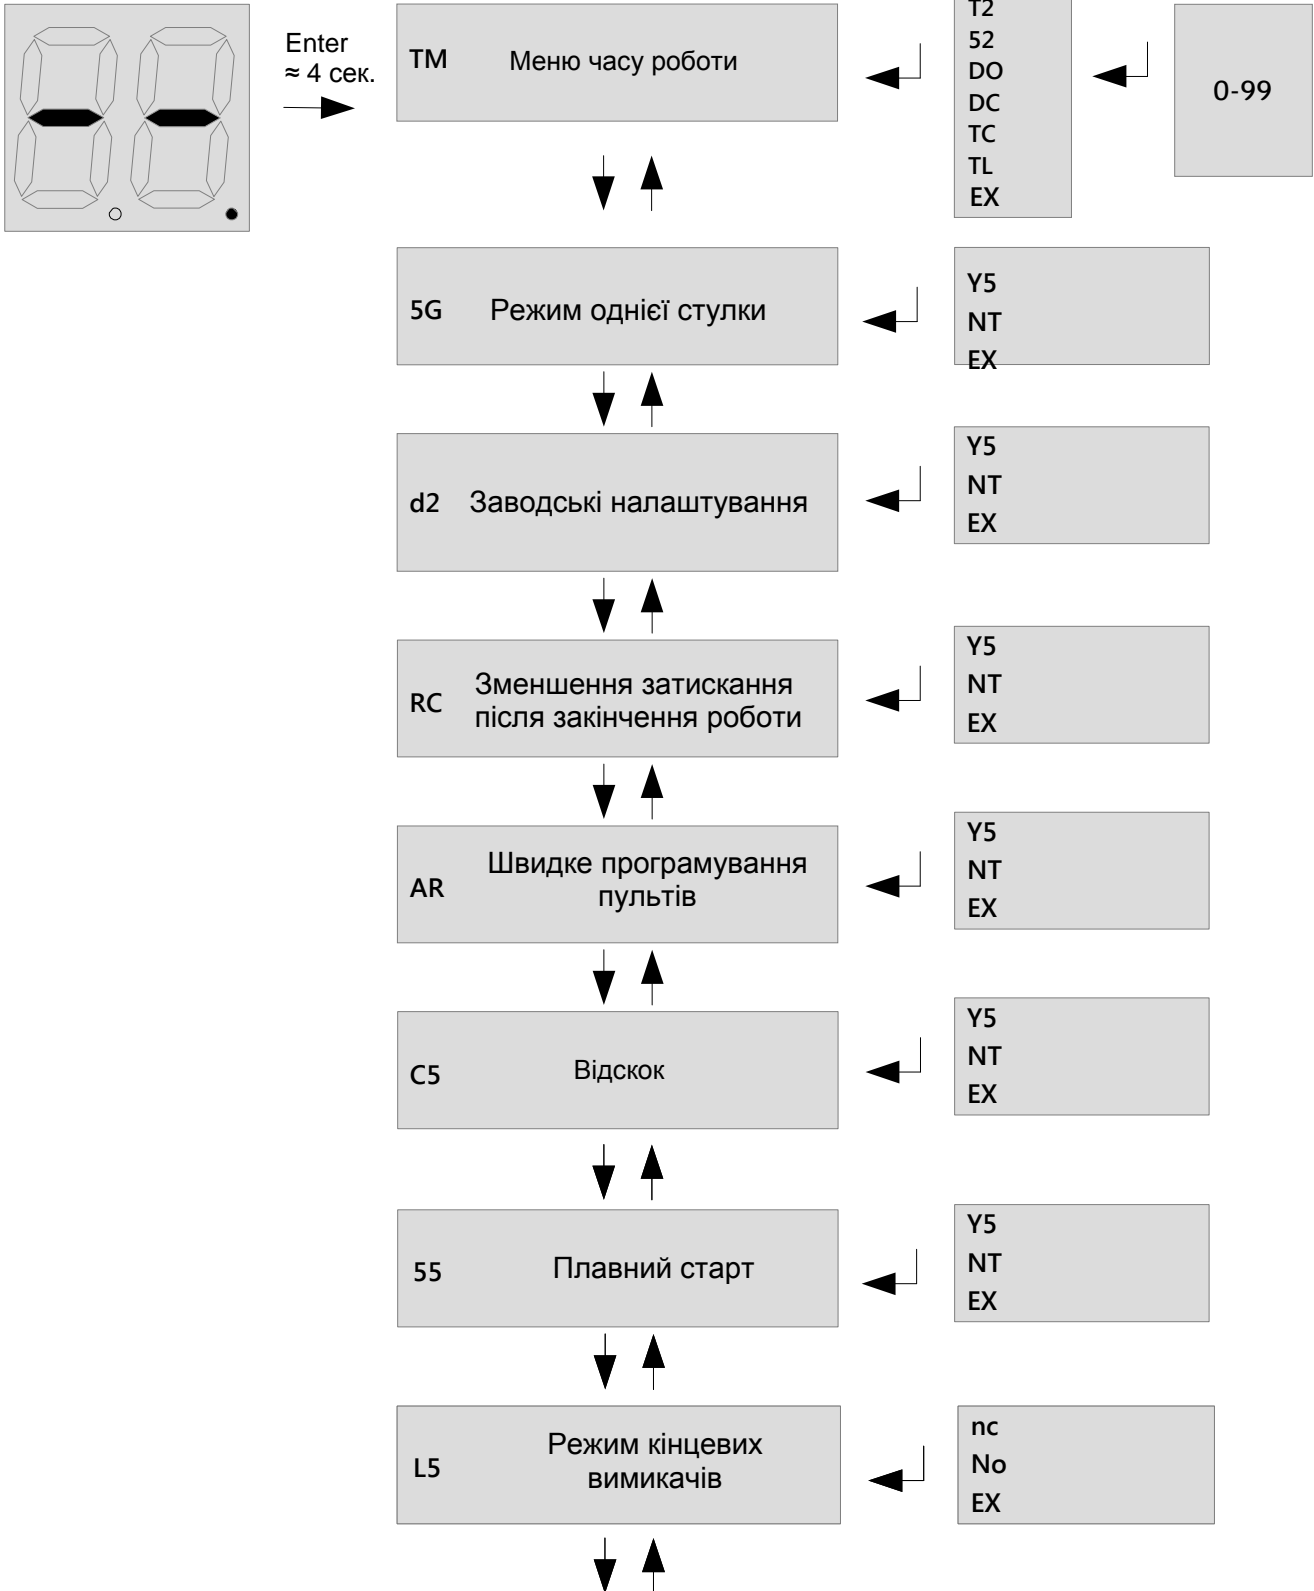 Enter
≈ 4 сек.
TM Меню часу роботи
T2
52
DO
DC
TC
TL
EX
0-99
5G Режим однієї стулки
Y5
NT
EX
d2 Заводські налаштування
Y5
NT
EX
RC Зменшення затискання
після закінчення роботи
Y5
NT
EX
AR Швидке програмування
пультів
Y5
NT
EX
C5 Відскок
Y5
NT
EX
55 Плавний старт
Y5
NT
EX
L5 Режим кінцевих
вимикачів
nc
No
EX